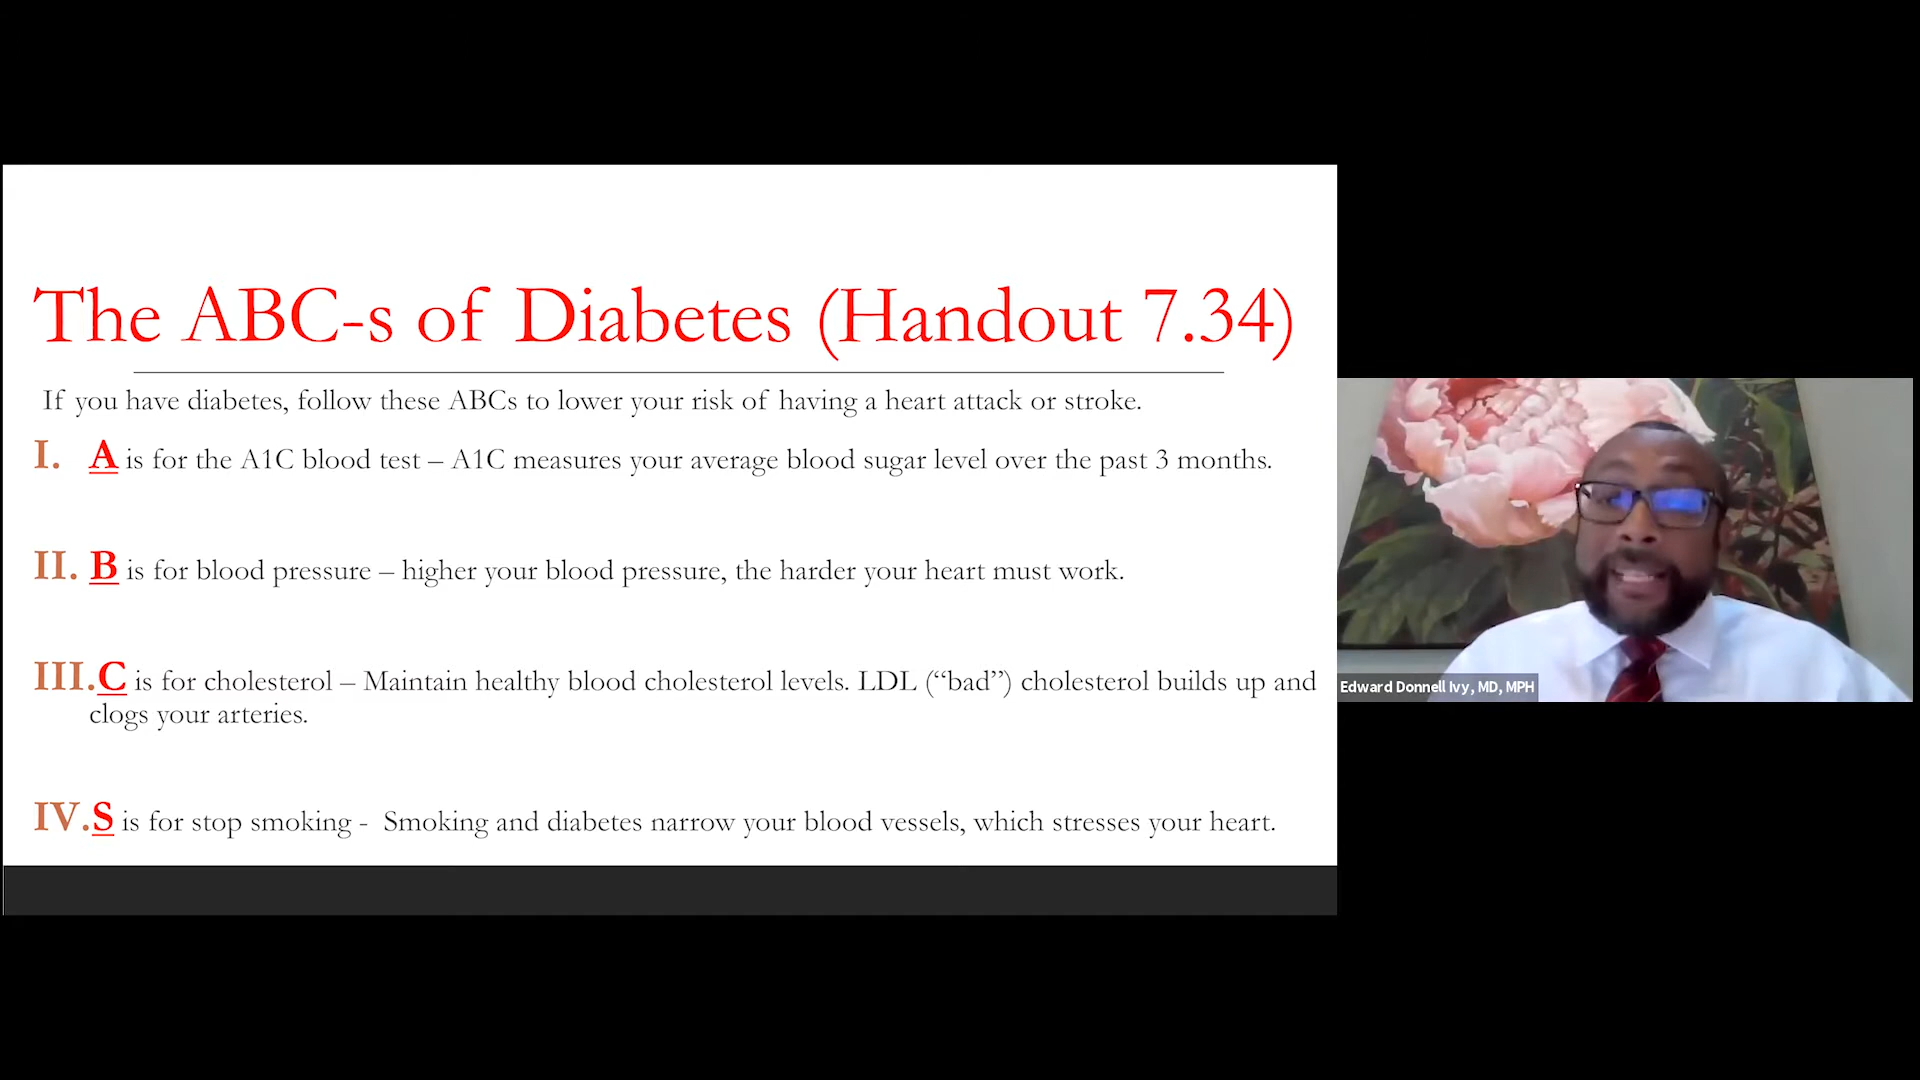 The ABC-s of Diabetes (Handout 7.34)
If you have diabetes, follow these ABCs to lower your risk of having a heart attack or stroke.
I. A is for the A1C blood test – A1C measures your average blood sugar level over the past 3 months.
II. B is for blood pressure – higher your blood pressure, the harder your heart must work.
III. C is for cholesterol – Maintain healthy blood cholesterol levels. LDL (“bad”) cholesterol builds up and
clogs your arteries.
IV. S is for stop smoking - Smoking and diabetes narrow your blood vessels, which stresses your heart.
Edward Donnell Ivy, MD, MPH